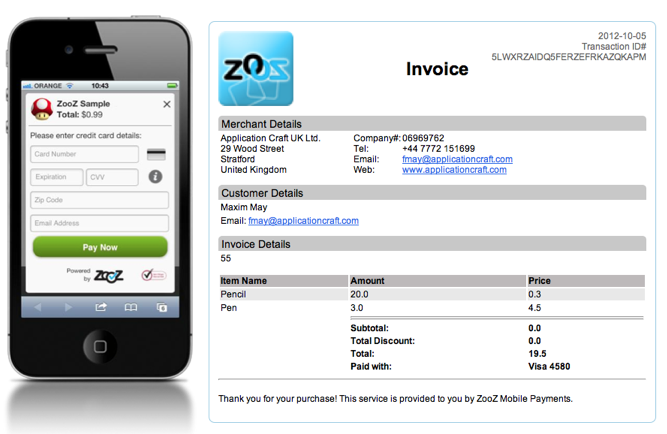 ORANGE 10:43
ZooZ Sample
Total: $0.99
Please enter credit card details:
Card Number
Expiration CVV
Zip Code
Email Address
Pay Now
Powered by ZooZ
ZOOZ
Invoice
2012-10-05
Transaction ID#
5LWXRZAIDQ5FERZEFRKAZQKAPM
Merchant Details
Application Craft UK Ltd. Company#: 06969762
29 Wood Street Tel: +44 7772 151699
Stratford Email: fmay@applicationcraft.com
United Kingdom Web: www.applicationcraft.com
Customer Details
Maxim May
Email: fmay@applicationcraft.com
Invoice Details
55
Item Name Amount Price
Pencil 20.0 0.3
Pen 3.0 4.5
Subtotal: 0.0
Total Discount: 0.0
Total: 19.5
Paid with: Visa 4580
Thank you for your purchase! This service is provided to you by ZooZ Mobile Payments.